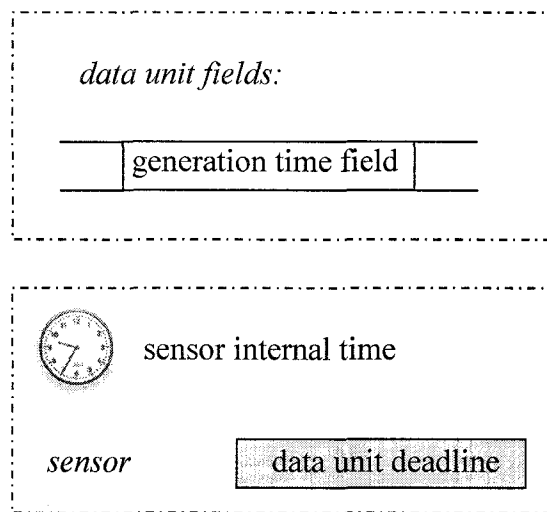 data unit fields:
generation time field
sensor internal time
sensor
data unit deadline